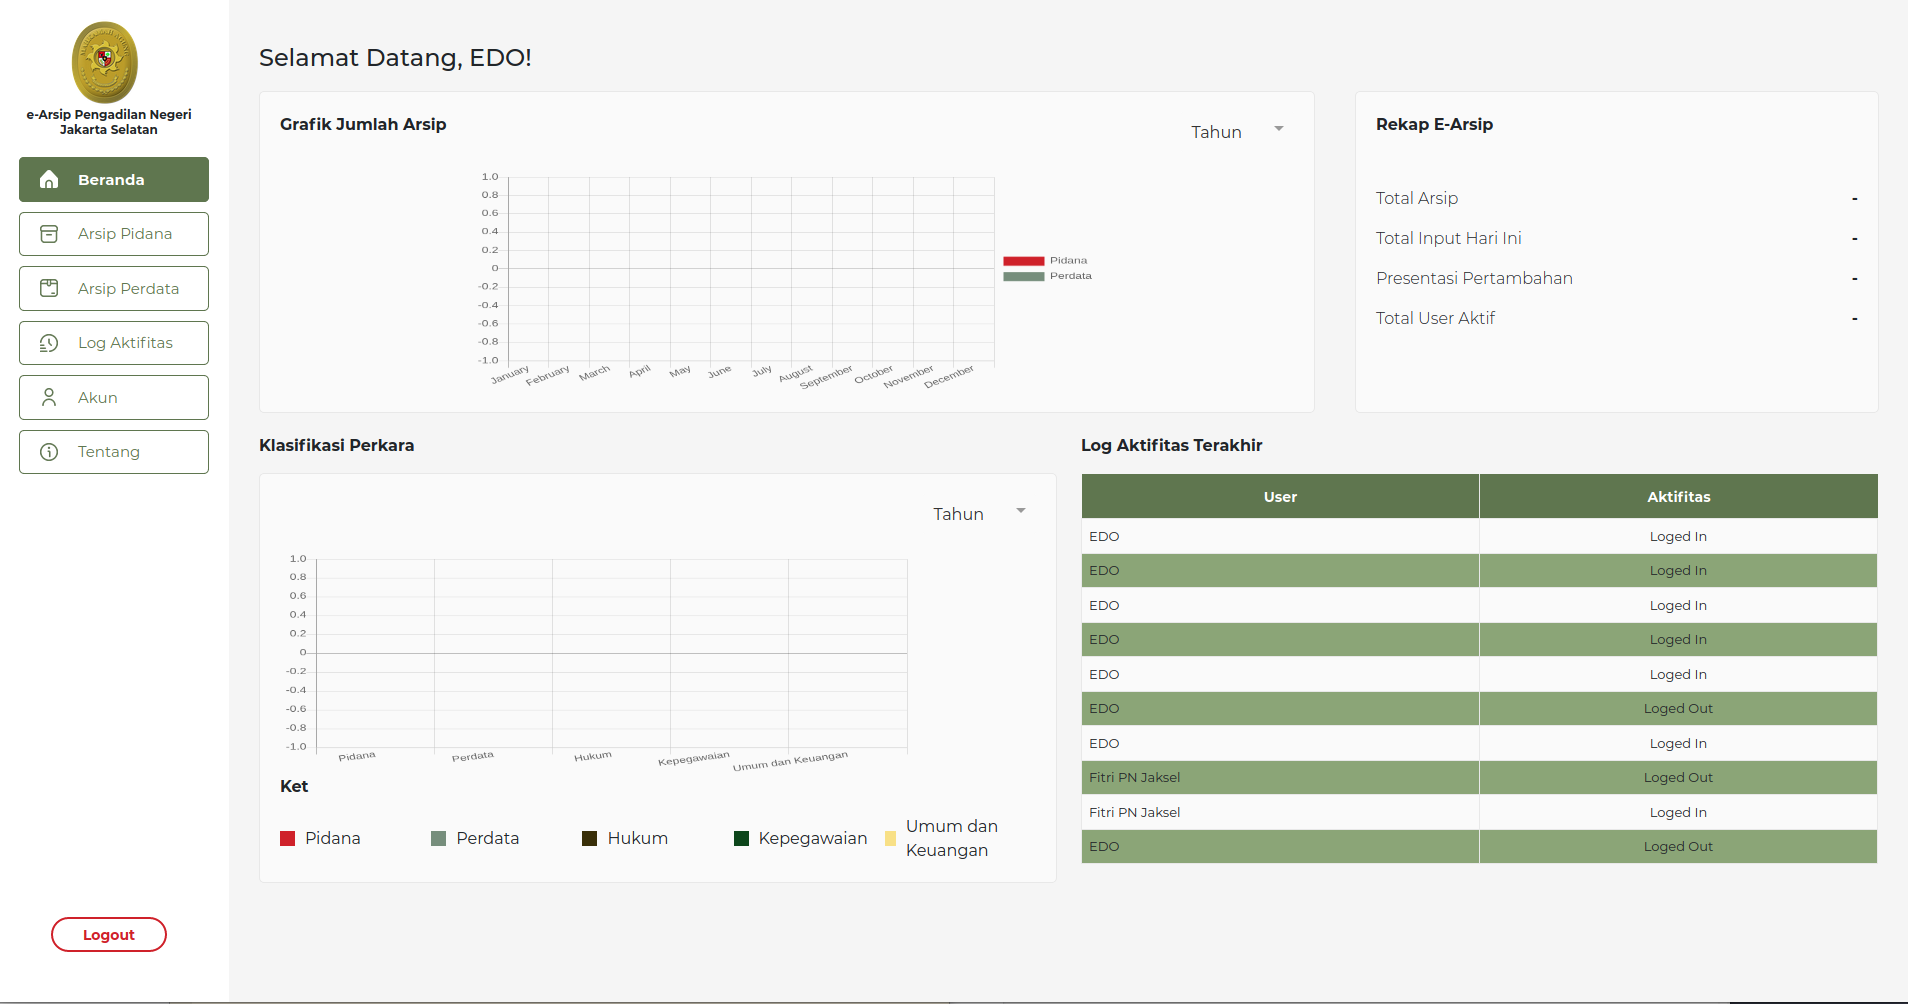 e-Arsip Pengadilan Negeri
Jakarta Selatan
Beranda
Arsip Pidana
Arsip Perdata
Log Aktifitas
Akun
Tentang
Logout
Selamat Datang, EDO!
Grafik Jumlah Arsip
Tahun
1.0
0.8
0.6
0.4
0.2
0
-0.2
-0.4
-0.6
-0.8
-1.0
January
February
March
April
May
June
July
August
September
October
November
December
Pidana
Perdata
Rekap E-Arsip
Total Arsip -
Total Input Hari Ini -
Presentasi Pertambahan -
Total User Aktif -
Klasifikasi Perkara
Tahun
1.0
0.8
0.6
0.4
0.2
0
-0.2
-0.4
-0.6
-0.8
-1.0
Pidana
Perdata
Hukum
Kepegawaian
Umum dan Keuangan
Ket
Pidana
Perdata
Hukum
Kepegawaian
Umum dan
Keuangan
Log Aktifitas Terakhir
User Aktifitas
EDO Loged In
EDO Loged In
EDO Loged In
EDO Loged In
EDO Loged In
EDO Loged Out
EDO Loged In
Fitri PN Jaksel Loged Out
Fitri PN Jaksel Loged In
EDO Loged Out